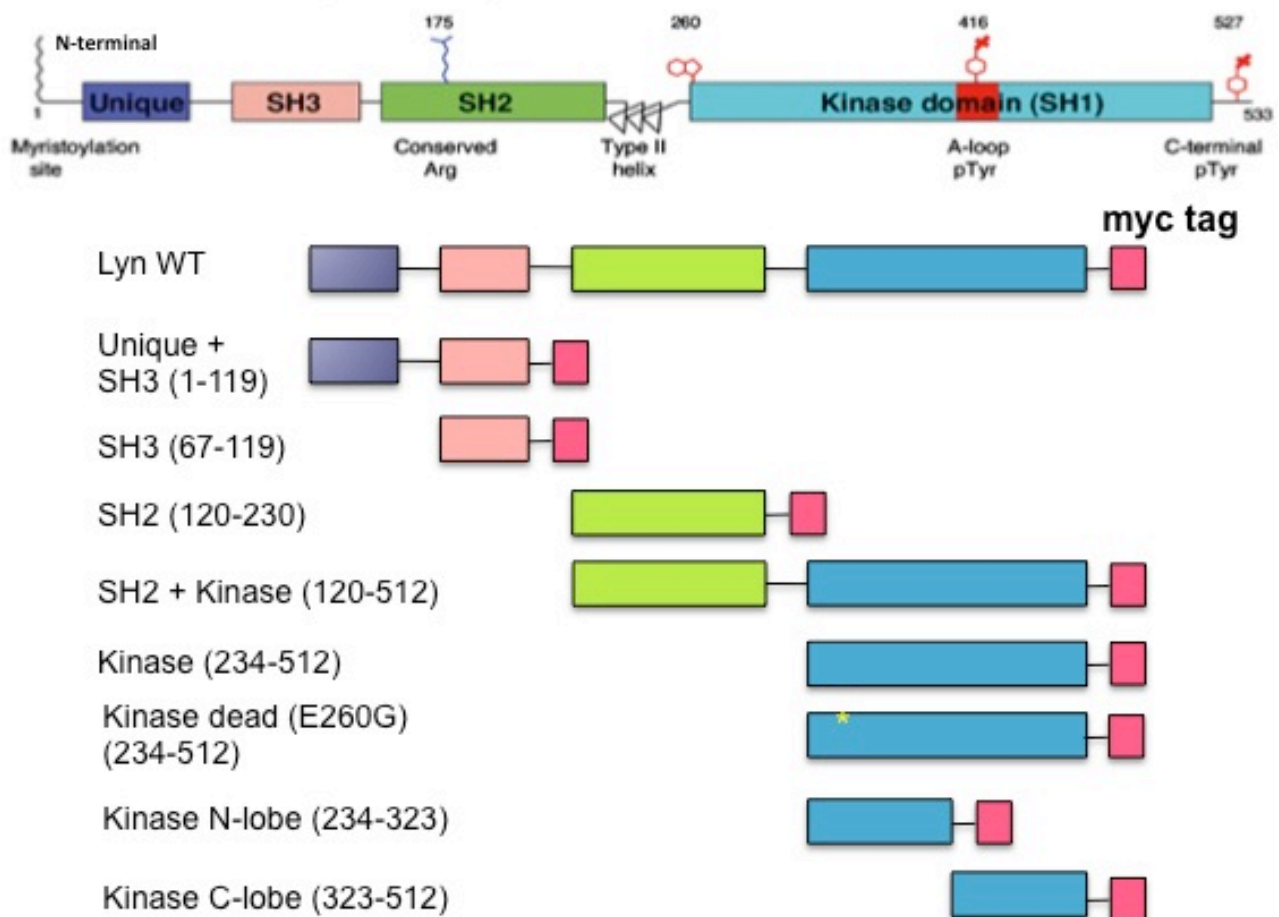 175
260
416
527
N-terminal
Unique
SH3
SH2
Kinase domain (SH1)
1
533
Myristoylation
site
Conserved
Arg
Type II
helix
A-loop
pTyr
C-terminal
pTyr
myc tag
Lyn WT
Unique +
SH3 (1-119)
SH3 (67-119)
SH2 (120-230)
SH2 + Kinase (120-512)
Kinase (234-512)
Kinase dead (E260G)
(234-512)
*
Kinase N-lobe (234-323)
Kinase C-lobe (323-512)